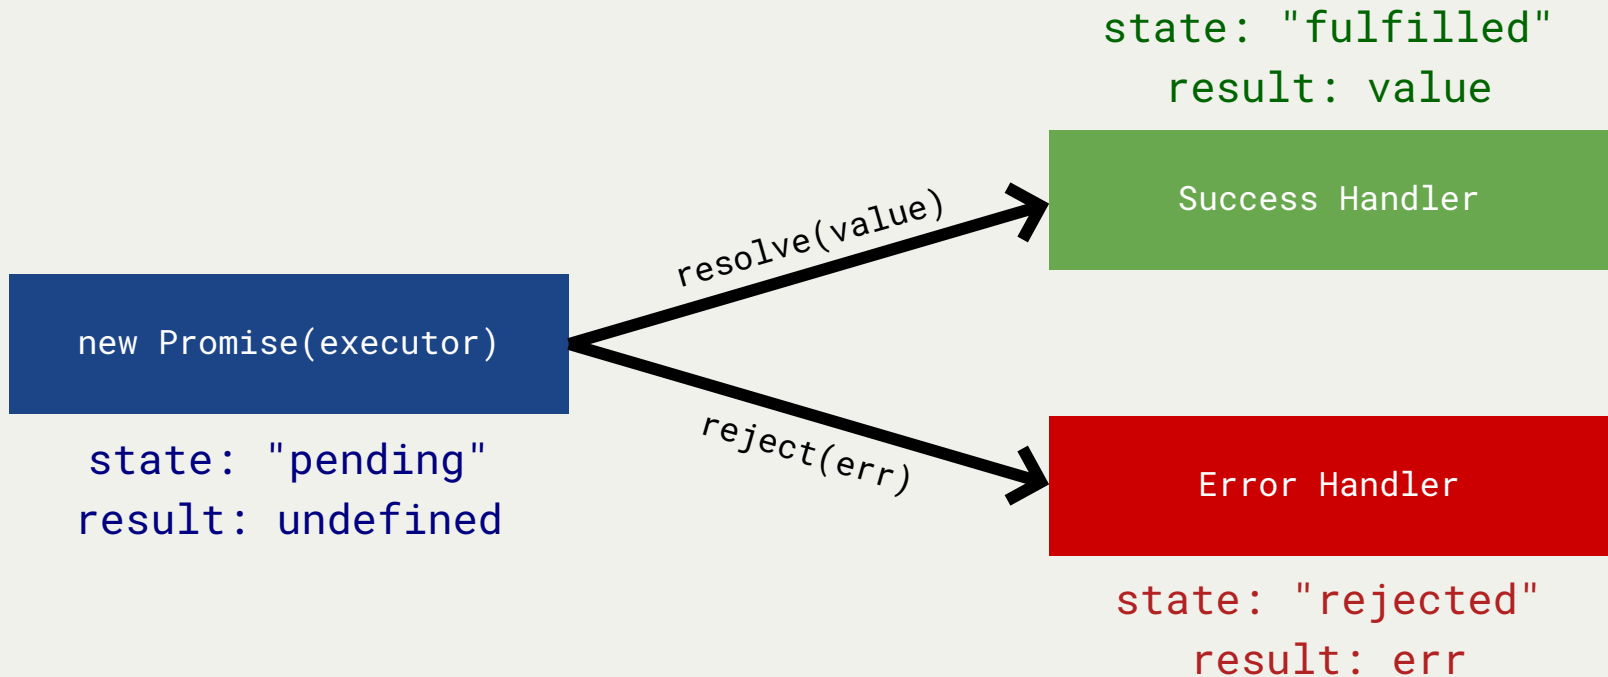 state: "fulfilled"
result: value
Success Handler
resolve(value)
new Promise(executor)
state: "pending"
result: undefined
reject(err)
Error Handler
state: "rejected"
result: err